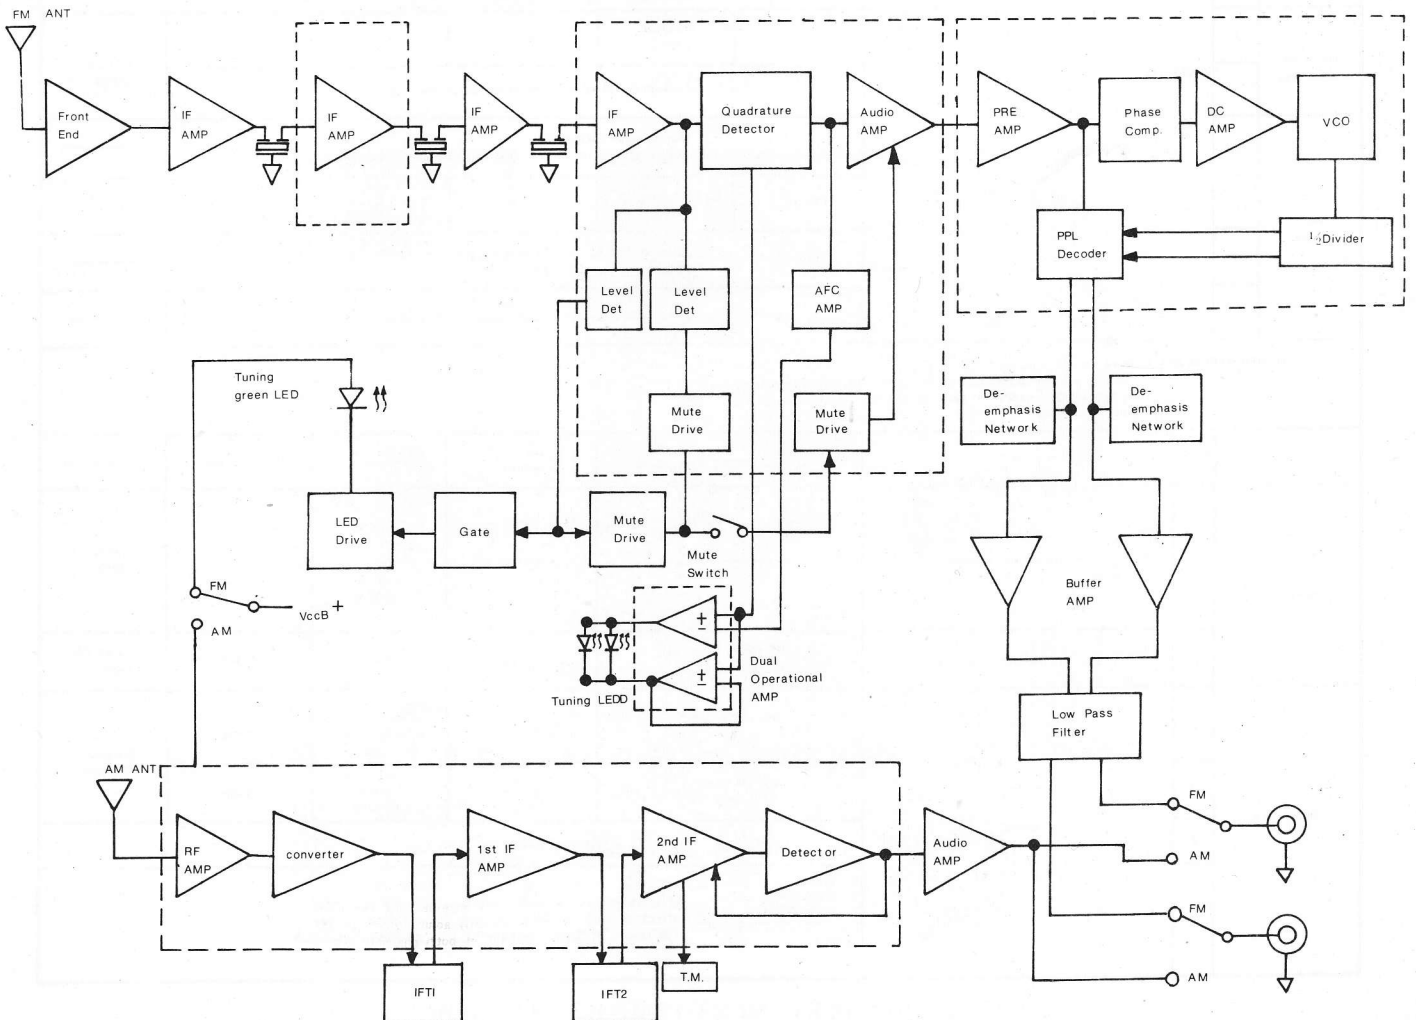 FM ANT
Front
End
IF
AMP
IF
AMP
IF
AMP
IF
AMP
Quadrature
Detector
Audio
AMP
PRE
AMP
Phase
Comp.
DC
AMP
VCO
PPL
Decoder
½Divider
Level
Det
Level
Det
AFC
AMP
Tuning
green LED
Mute
Drive
Mute
Drive
De-
emphasis
Network
De-
emphasis
Network
LED
Drive
Gate
Mute
Drive
Mute
Switch
FM
VccB +
AM
Buffer
AMP
+
−
+
−
Dual
Operational
AMP
Tuning LEDD
Low Pass
Filter
AM ANT
RF
AMP
converter
1st IF
AMP
2nd IF
AMP
Detector
Audio
AMP
FM
AM
FM
AM
IFT1
IFT2
T.M.